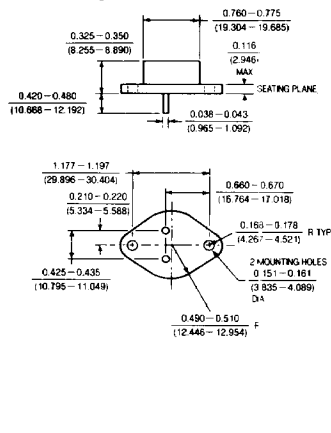 0.760 – 0.775
(19.304 – 19.685)
0.325 – 0.350
(8.255 – 8.890)
0.116
(2.946)
MAX
SEATING PLANE
0.420 – 0.480
(10.668 – 12.192)
0.038 – 0.043
(0.965 – 1.092)
1.177 – 1.197
(29.896 – 30.404)
0.210 – 0.220
(5.334 – 5.588)
0.660 – 0.670
(16.764 – 17.018)
0.168 – 0.178
(4.267 – 4.521)
R TYP
2 MOUNTING HOLES
0.151 – 0.161
(3.835 – 4.089)
DIA
0.425 – 0.435
(10.795 – 11.049)
0.490 – 0.510
(12.446 – 12.954)